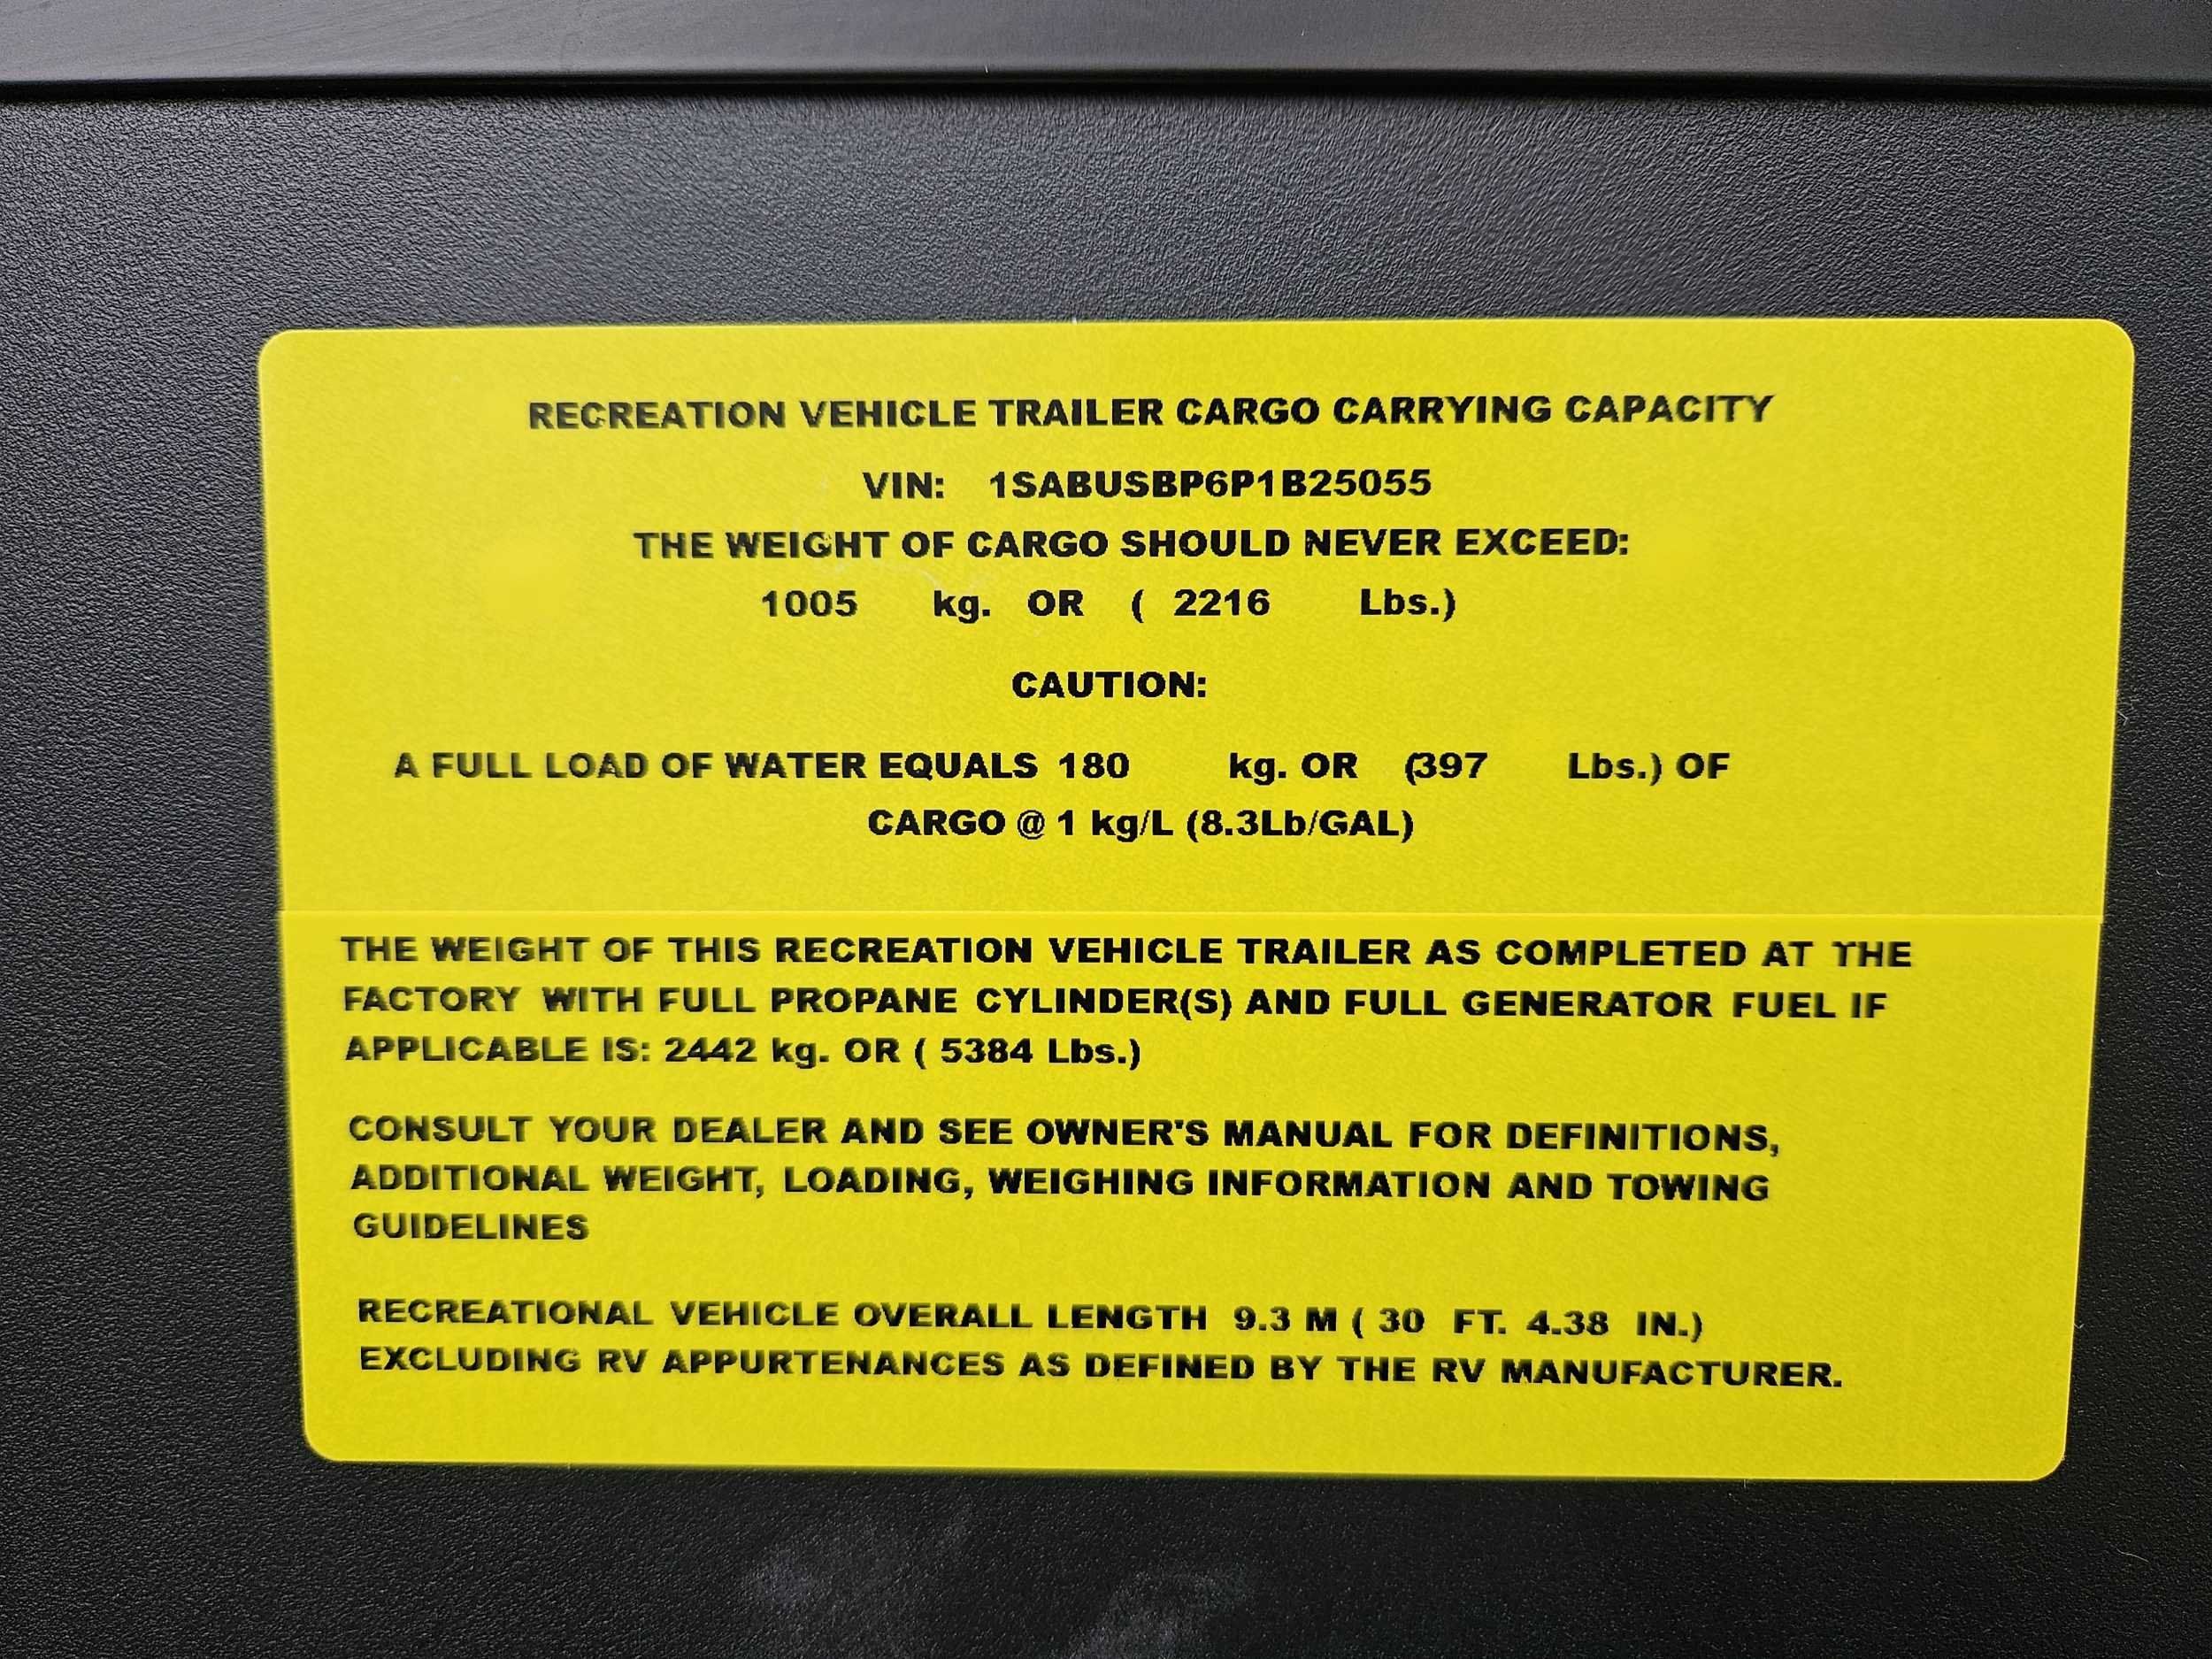 RECREATION VEHICLE TRAILER CARGO CARRYING CAPACITY
VIN: 1SABUSBP6P1B25055
THE WEIGHT OF CARGO SHOULD NEVER EXCEED:
1005 kg. OR ( 2216 Lbs.)
CAUTION:
A FULL LOAD OF WATER EQUALS 180 kg. OR (397 Lbs.) OF
CARGO @ 1 kg/L (8.3Lb/GAL)
THE WEIGHT OF THIS RECREATION VEHICLE TRAILER AS COMPLETED AT THE
FACTORY WITH FULL PROPANE CYLINDER(S) AND FULL GENERATOR FUEL IF
APPLICABLE IS: 2442 kg. OR ( 5384 Lbs.)
CONSULT YOUR DEALER AND SEE OWNER'S MANUAL FOR DEFINITIONS,
ADDITIONAL WEIGHT, LOADING, WEIGHING INFORMATION AND TOWING
GUIDELINES
RECREATIONAL VEHICLE OVERALL LENGTH 9.3 M ( 30 FT. 4.38 IN.)
EXCLUDING RV APPURTENANCES AS DEFINED BY THE RV MANUFACTURER.